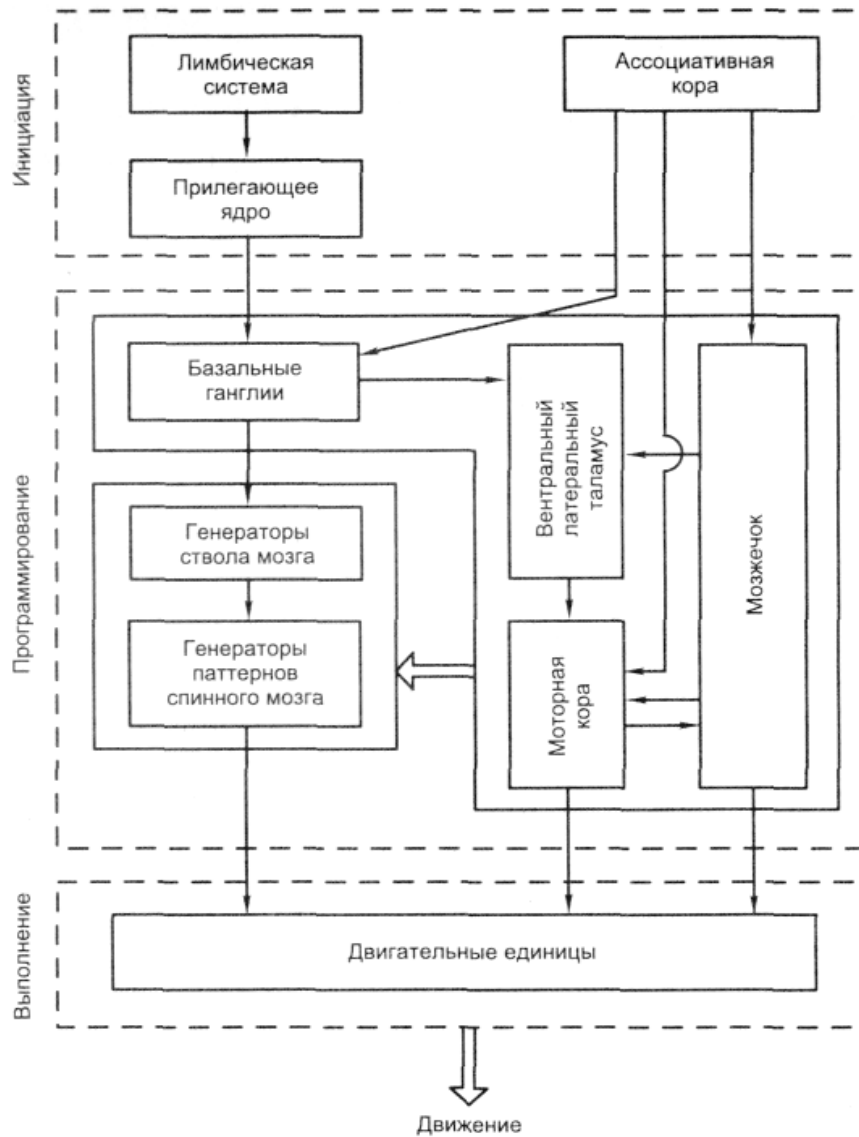 Инициация
Лимбическая
система
Ассоциативная
кора
Прилегающее
ядро
Программирование
Базальные
ганглии
Вентральный
латеральный
таламус
Мозжечок
Генераторы
ствола мозга
Генераторы
паттернов
спинного мозга
Моторная
кора
Выполнение
Двигательные единицы
Движение